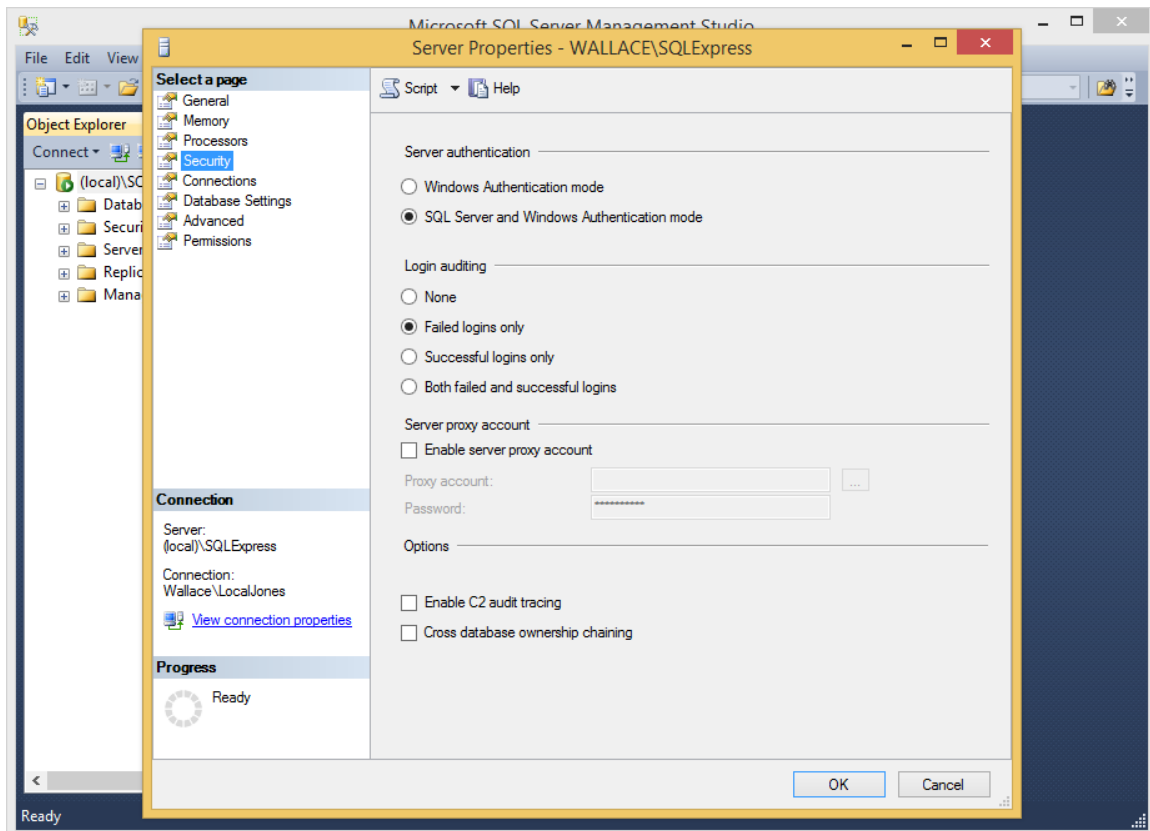 Microsoft SQL Server Management Studio
File Edit View
Object Explorer
Connect
(local)\SC
Datab
Securi
Server
Replic
Mana
Ready
Server Properties - WALLACE\SQLExpress
Select a page
General
Memory
Processors
Security
Connections
Database Settings
Advanced
Permissions
Connection
Server:
(local)\SQLExpress
Connection:
Wallace\LocalJones
View connection properties
Progress
Ready
Script Help
Server authentication
Windows Authentication mode
SQL Server and Windows Authentication mode
Login auditing
None
Failed logins only
Successful logins only
Both failed and successful logins
Server proxy account
Enable server proxy account
Proxy account:
...
Password: **********
Options
Enable C2 audit tracing
Cross database ownership chaining
OK Cancel